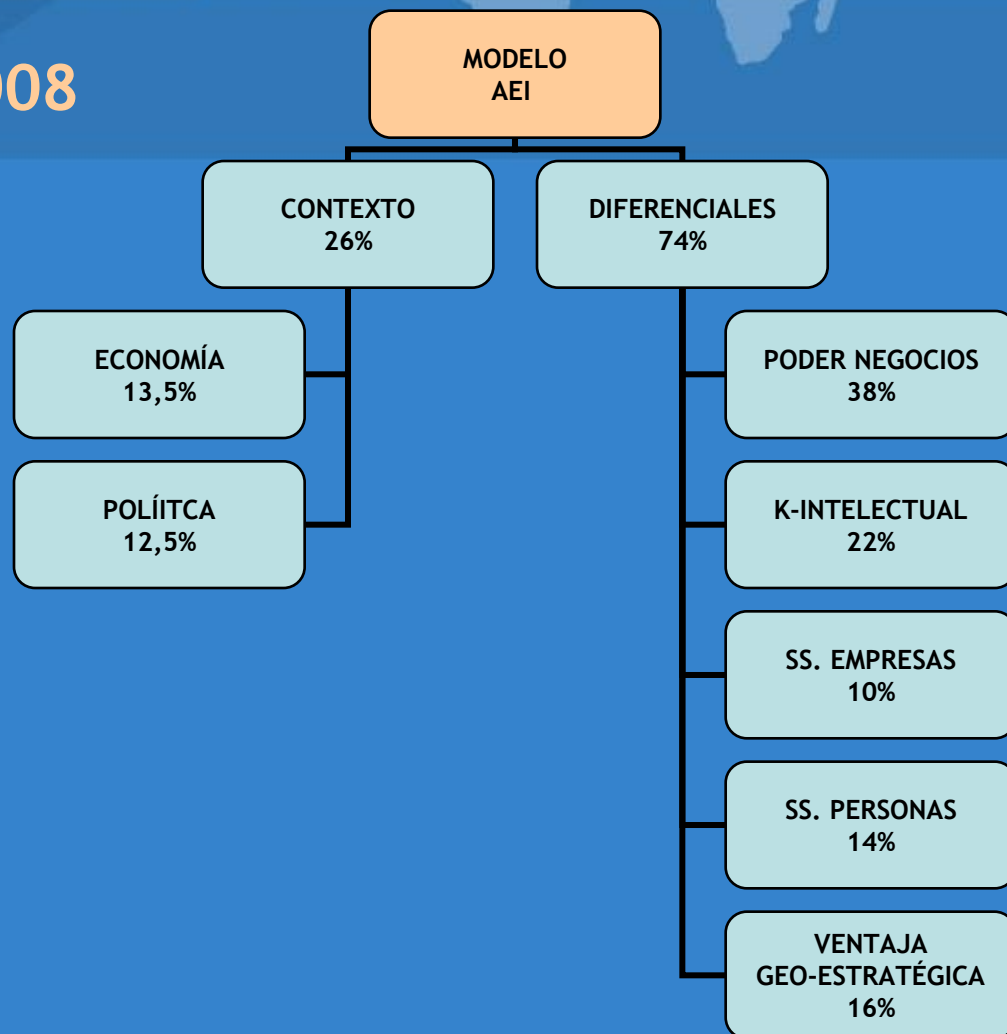 008
MODELO
AEI
CONTEXTO
26%
DIFERENCIALES
74%
ECONOMÍA
13,5%
POLÍITCA
12,5%
PODER NEGOCIOS
38%
K-INTELECTUAL
22%
SS. EMPRESAS
10%
SS. PERSONAS
14%
VENTAJA
GEO-ESTRATÉGICA
16%